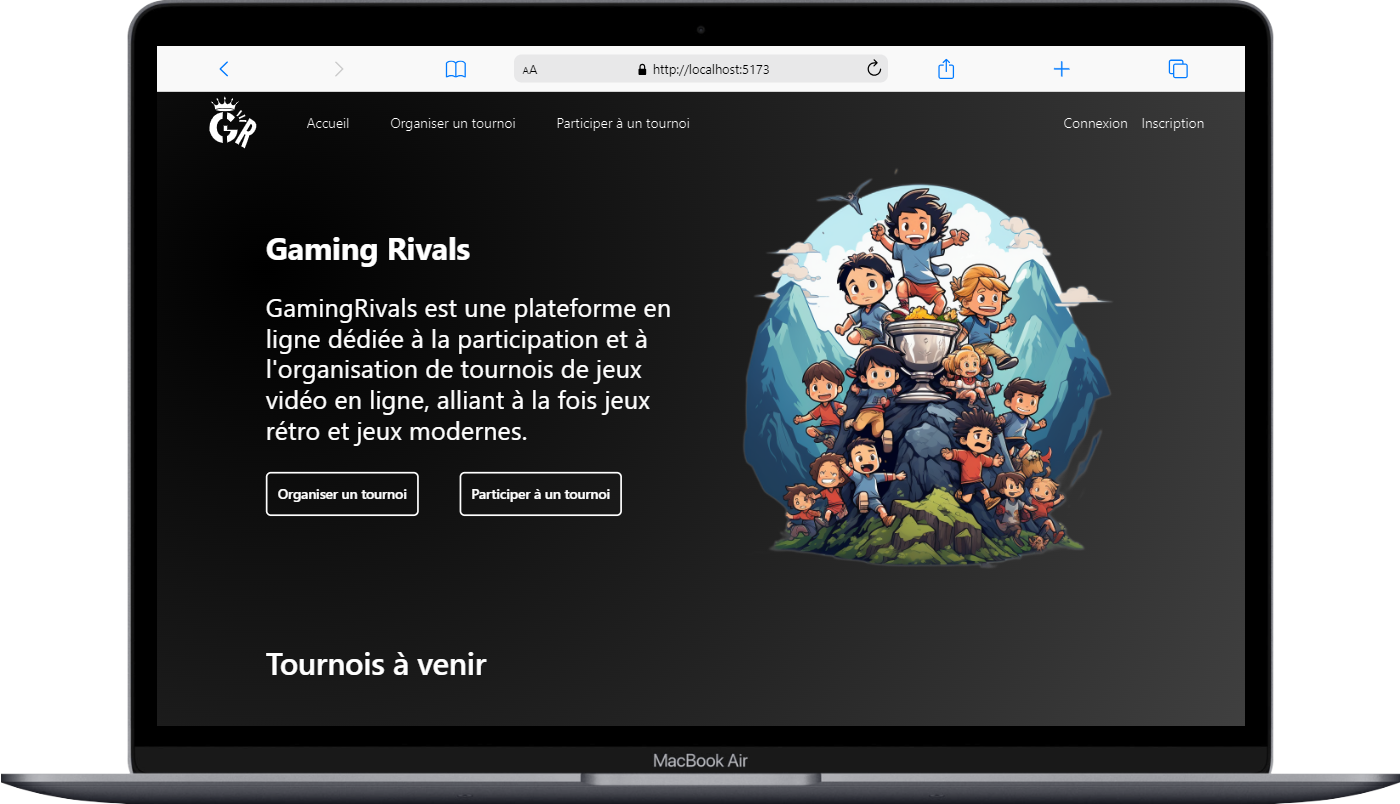 AA http://localhost:5173
GR Accueil Organiser un tournoi Participer à un tournoi Connexion Inscription
Gaming Rivals
GamingRivals est une plateforme en
ligne dédiée à la participation et à
l'organisation de tournois de jeux
vidéo en ligne, alliant à la fois jeux
rétro et jeux modernes.
Organiser un tournoi Participer à un tournoi
Tournois à venir
MacBook Air